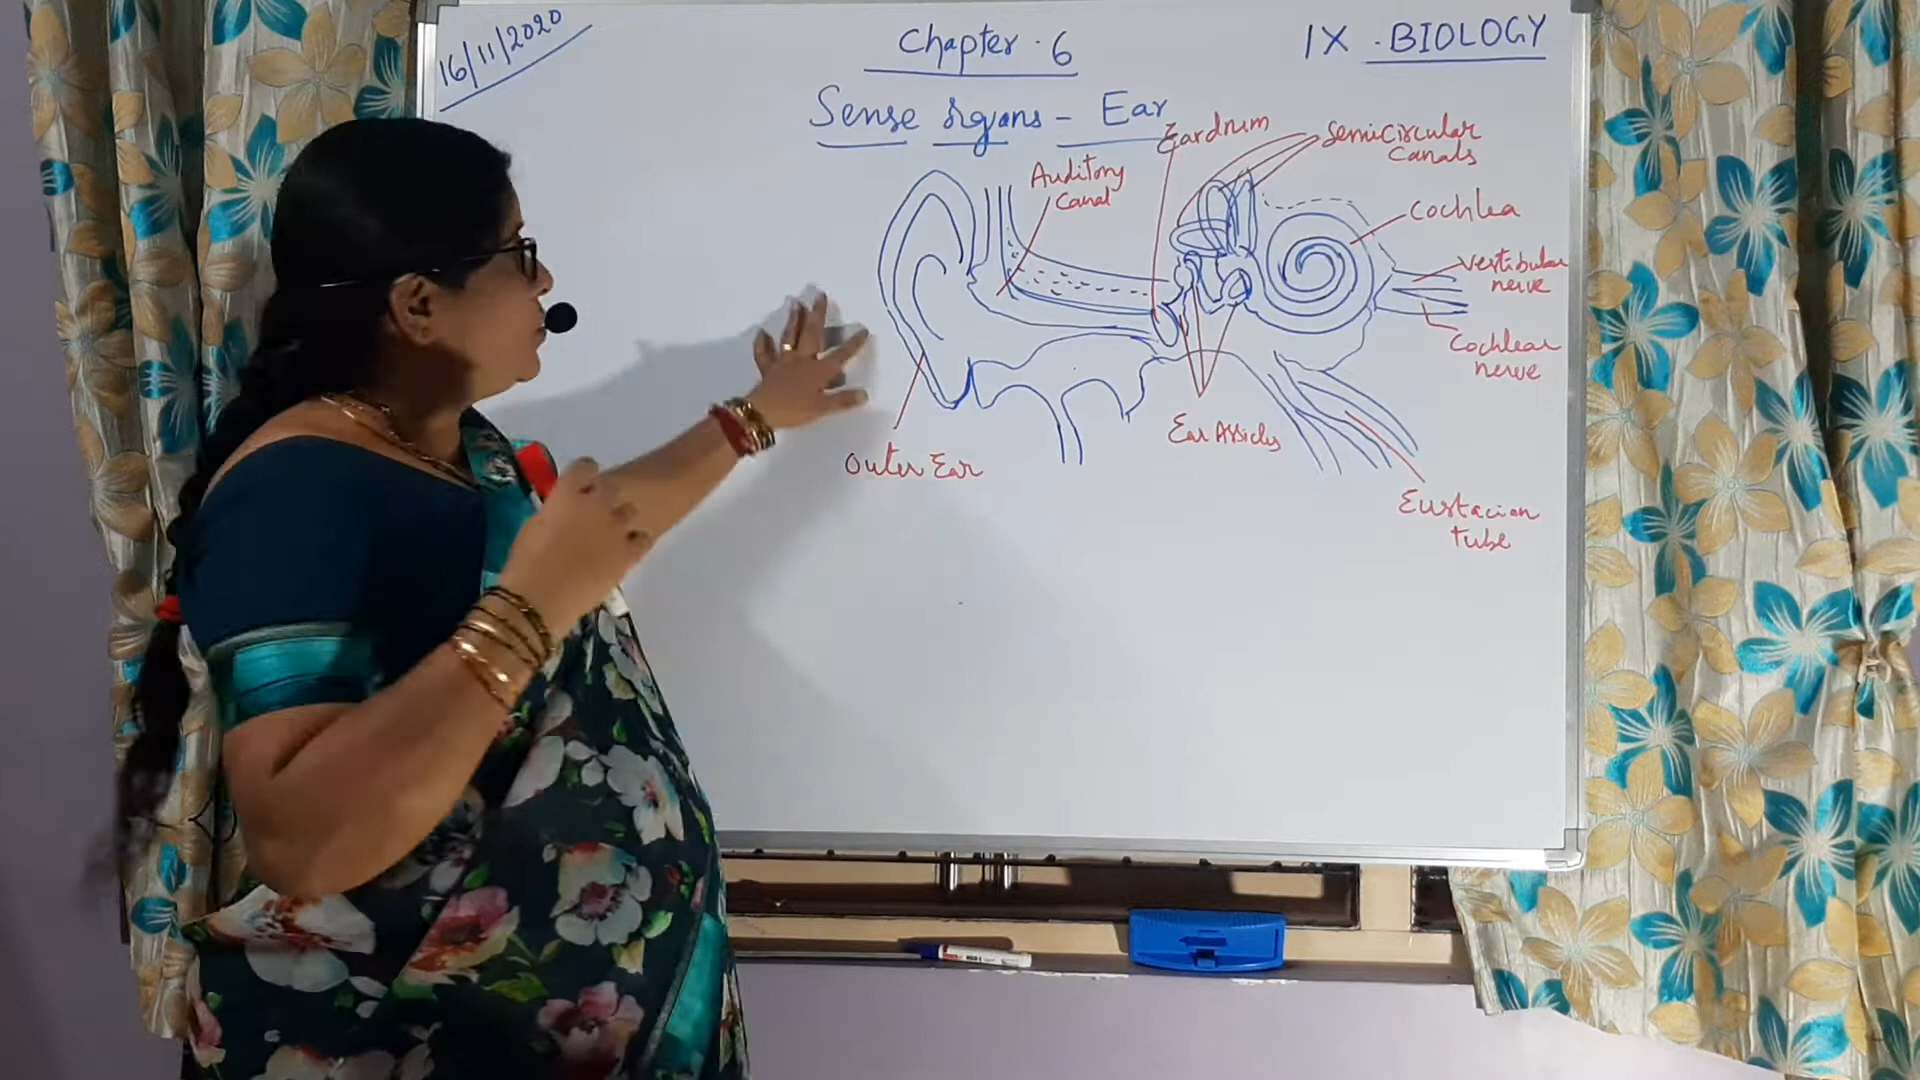 16/11/2020
Chapter . 6
IX . BIOLOGY
Sense organs - Ear
Eardrum
Semicircular
Canals
Auditory
Canal
Cochlea
Vestibular
nerve
Cochlear
nerve
Ear Assicles
Outer Ear
Eustacian
tube